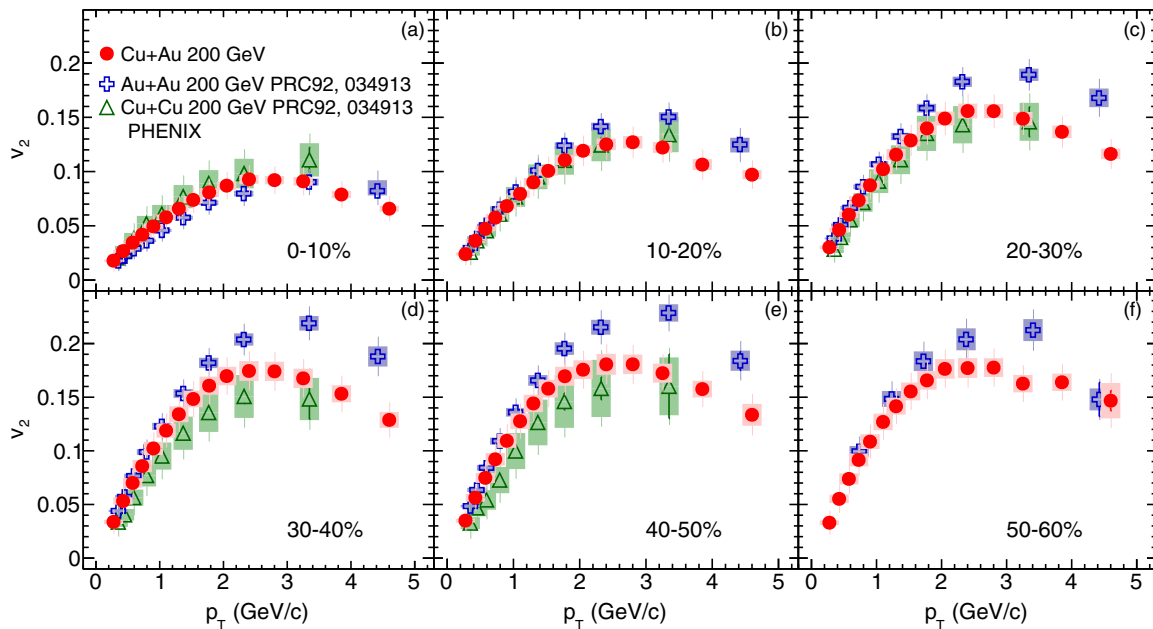 (a)
Cu+Au 200 GeV
Au+Au 200 GeV PRC92, 034913
Cu+Cu 200 GeV PRC92, 034913
PHENIX
0-10%
(b)
10-20%
(c)
20-30%
v2
0.2
0.15
0.1
0.05
0
(d)
30-40%
(e)
40-50%
(f)
50-60%
v2
0.2
0.15
0.1
0.05
0
0 1 2 3 4 5
0 1 2 3 4 5
0 1 2 3 4 5
pT (GeV/c)
pT (GeV/c)
pT (GeV/c)